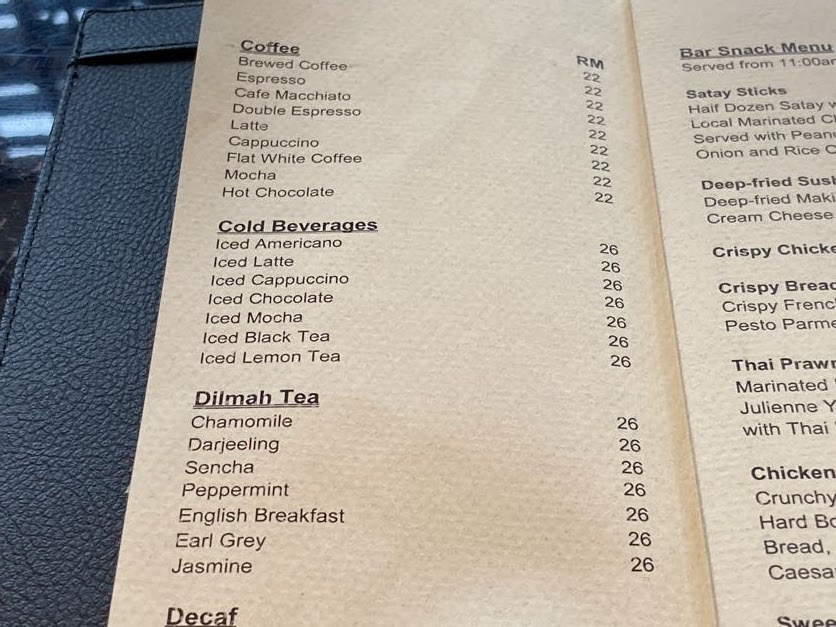 Coffee
RM
Brewed Coffee 22
Espresso 22
Cafe Macchiato 22
Double Espresso 22
Latte 22
Cappuccino 22
Flat White Coffee 22
Mocha 22
Hot Chocolate 22
Cold Beverages
Iced Americano 26
Iced Latte 26
Iced Cappuccino 26
Iced Chocolate 26
Iced Mocha 26
Iced Black Tea 26
Iced Lemon Tea 26
Dilmah Tea
Chamomile 26
Darjeeling 26
Sencha 26
Peppermint 26
English Breakfast 26
Earl Grey 26
Jasmine 26
Decaf
Bar Snack Menu
Served from 11:00
Satay Sticks
Half Dozen Satay
Local Marinated
Served with
Onion and Rice
Deep-fried
Deep-fried Maki
Cream Cheese
Crispy
Crispy
Crispy
Pesto
Thai
Marinated
Julienne
with Thai
Chicken
Crunchy
Hard
Bread,